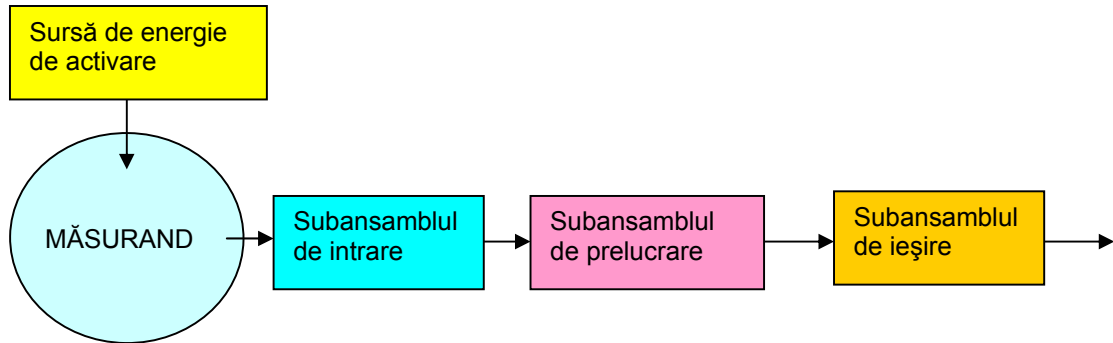 Sursă de energie
de activare
MĂSURAND
Subansamblul
de intrare
Subansamblul
de prelucrare
Subansamblul
de ieşire